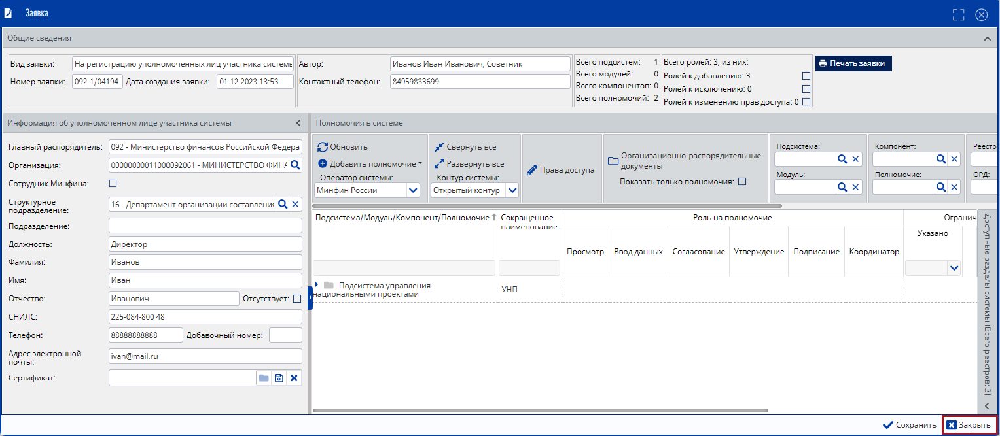 Заявка
Общие сведения
Вид заявки: На регистрацию уполномоченных лиц участника системы
Номер заявки: 092-1/04194 Дата создания заявки: 01.12.2023 13:53
Автор: Иванов Иван Иванович, Советник
Контактный телефон: 84959833699
Всего подсистем: 1
Всего модулей: 0
Всего компонентов: 0
Всего полномочий: 2
Всего ролей: 3, из них:
Ролей к добавлению: 3
Ролей к исключению: 0
Ролей к изменению прав доступа: 0
Печать заявки
Информация об уполномоченном лице участника системы
Главный распорядитель: 092 - Министерство финансов Российской Федера
Организация: 00000000011000092061 - МИНИСТЕРСТВО ФИНА
Сотрудник Минфина:
Структурное
подразделение: 16 - Департамент организации составления
Подразделение:
Должность: Директор
Фамилия: Иванов
Имя: Иван
Отчество: Иванович Отсутствует:
СНИЛС: 225-084-800 48
Телефон: 88888888888 Добавочный номер:
Адрес электронной
почты: ivan@mail.ru
Сертификат:
Полномочия в системе
Обновить
Добавить полномочие
Оператор системы:
Минфин России
Свернуть все
Развернуть все
Контур системы:
Открытый контур
Права доступа
Организационно-распорядительные
документы
Показать только полномочия:
Подсистема:
Модуль:
Компонент:
Полномочие:
Реестр
ОРД:
Подсистема/Модуль/Компонент/Полномочие
Сокращенное
наименование
Роль на полномочие
Огранич
Просмотр
Ввод данных
Согласование
Утверждение
Подписание
Координатор
Указано
Подсистема управления
национальными проектами
УНП
Доступные разделы системы (Всего реестров: 3)
Сохранить
Закрыть